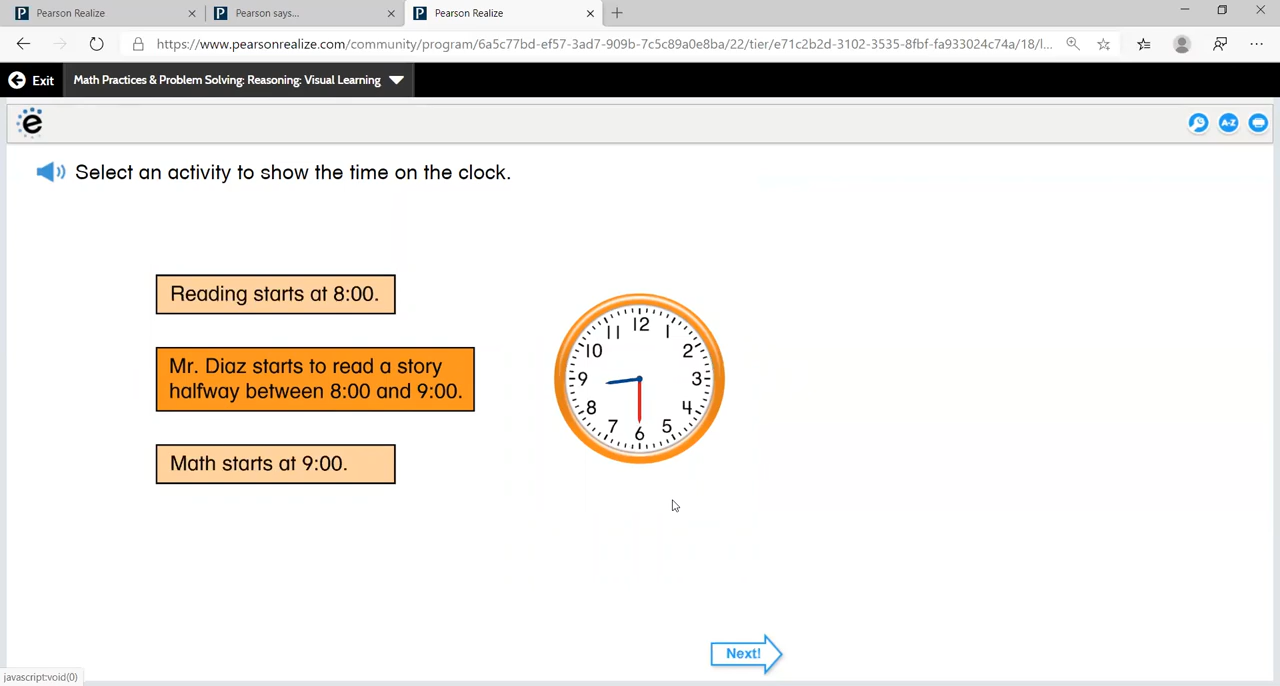 Pearson Realize
Pearson says...
Pearson Realize
https://www.pearsonrealize.com/community/program/6a5c77bd-ef57-3ad7-909b-7c5c89a0e8ba/22/tier/e71c2b2d-3102-3535-8fbf-fa933024c74a/18/l...
Exit
Math Practices & Problem Solving: Reasoning: Visual Learning
e
A-Z
Select an activity to show the time on the clock.
Reading starts at 8:00.
Mr. Diaz starts to read a story
halfway between 8:00 and 9:00.
Math starts at 9:00.
12
1
2
3
4
5
6
7
8
9
10
11
Next!
javascript:void(0)